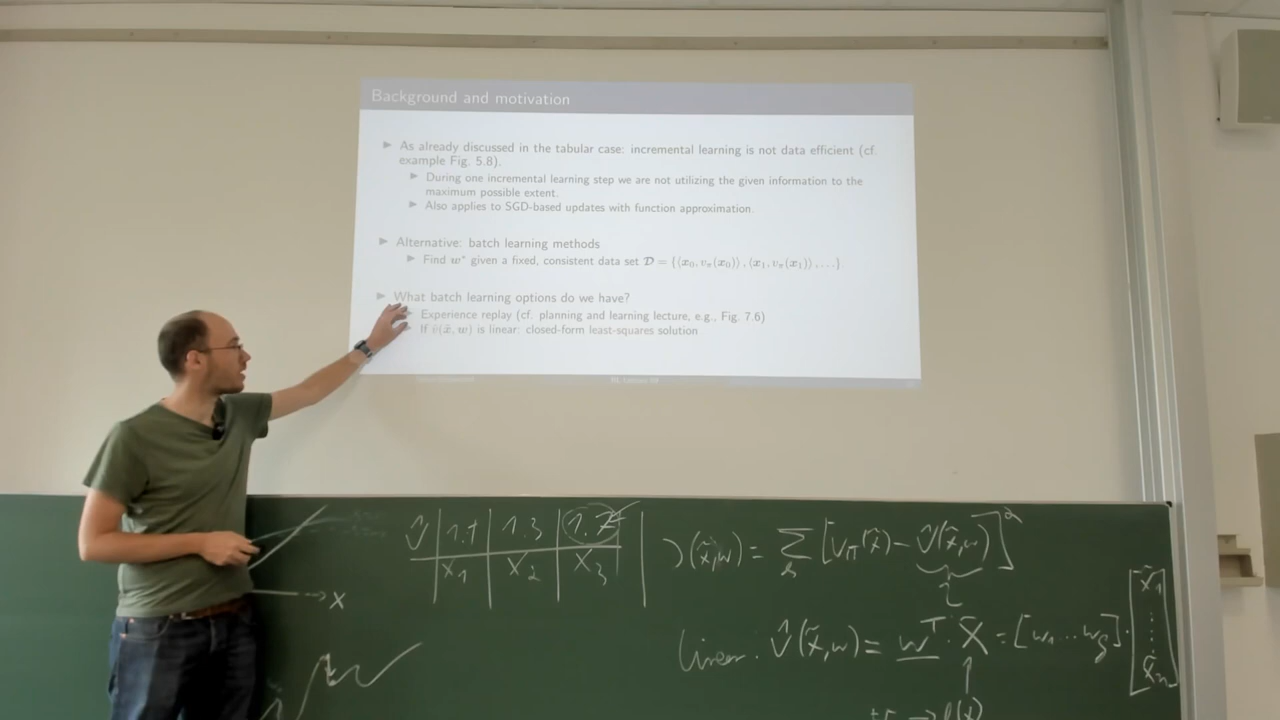 Background and motivation
▶ As already discussed in the tabular case: incremental learning is not data efficient (cf.
example Fig. 5.8).
▶ During one incremental learning step we are not utilizing the given information to the
maximum possible extent.
▶ Also applies to SGD-based updates with function approximation.
▶ Alternative: batch learning methods
▶ Find w* given a fixed, consistent data set 𝒟 = {⟨x₀, vπ(x₀)⟩, ⟨x₁, vπ(x₁)⟩, ...}
▶ What batch learning options do we have?
▶ Experience replay (cf. planning and learning lecture, e.g., Fig. 7.6)
▶ If v̂(x̃, w) is linear: closed-form least-squares solution
v̂ | 1.1 | 1.3 | 1.7
x₁ | x₂ | x₃
J(x̃,w) = Σ [vπ(x̃) − v̂(x̃,w)]²
x
linear: v̂(x̃,w) = wᵀ · x̃ = [w₁ ... w] · [x̃₁ ⋮ x̃ₙ]